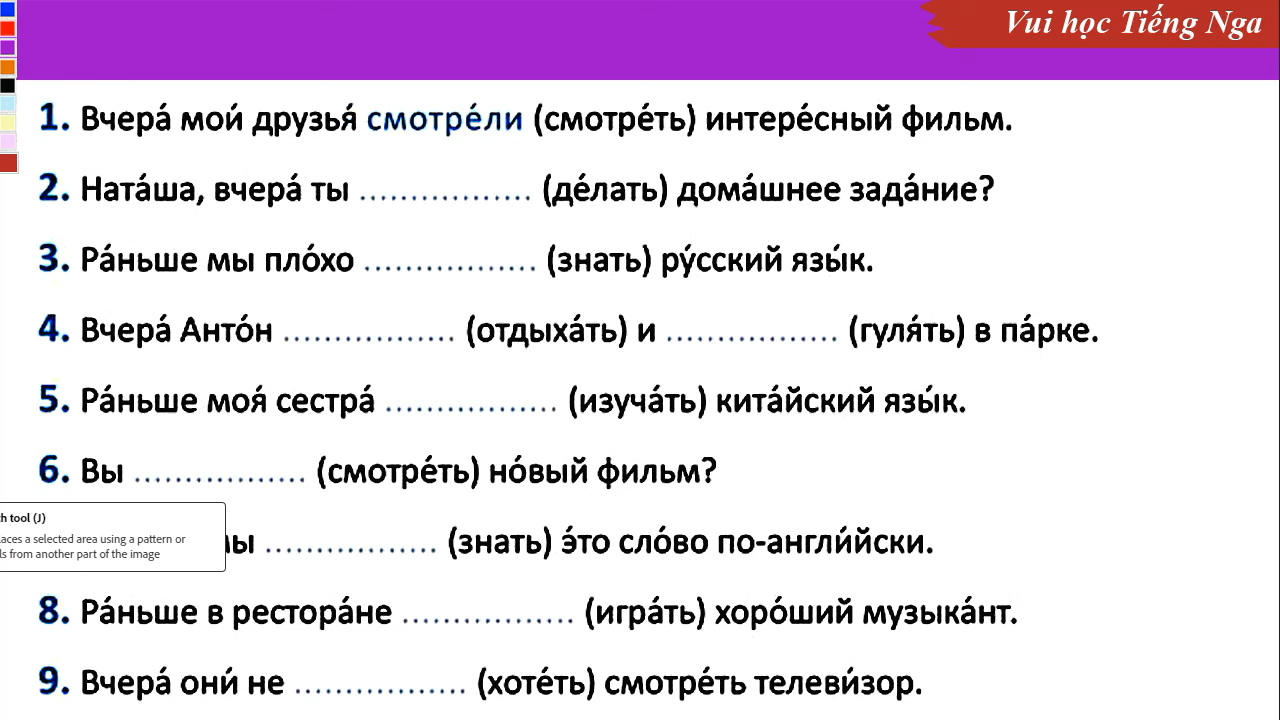 Vui học Tiếng Nga
1. Вчера́ мои́ друзья́ смотре́ли (смотре́ть) интере́сный фильм.
2. Ната́ша, вчера́ ты ................. (де́лать) дома́шнее зада́ние?
3. Ра́ньше мы пло́хо ................. (знать) ру́сский язы́к.
4. Вчера́ Анто́н ................. (отдыха́ть) и ................. (гуля́ть) в па́рке.
5. Ра́ньше моя́ сестра́ ................. (изуча́ть) кита́йский язы́к.
6. Вы ................. (смотре́ть) но́вый фильм?
tool (J)
a selected area using a pattern or
from another part of the image
................. (знать) э́то сло́во по-англи́йски.
8. Ра́ньше в рестора́не ................. (игра́ть) хоро́ший музыка́нт.
9. Вчера́ они́ не ................. (хоте́ть) смотре́ть телеви́зор.